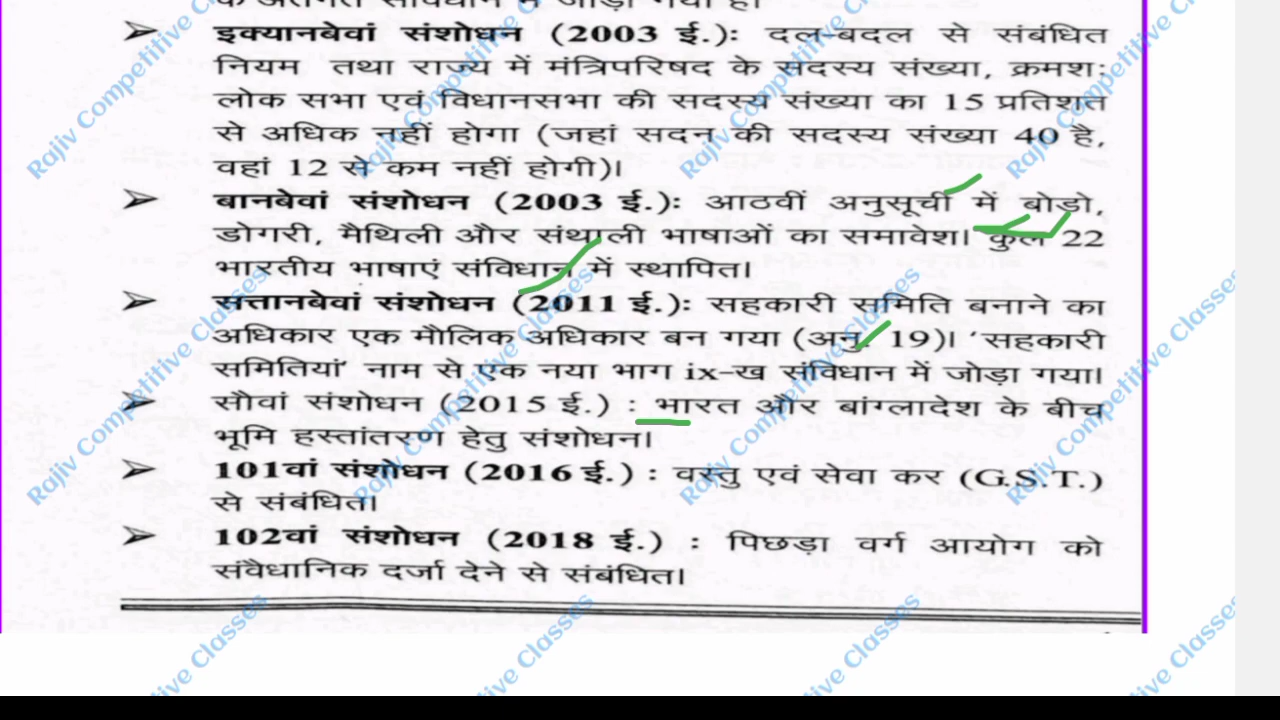 के अंतर्गत संविधान में जोड़ा गया है।
➢ इक्यानबेवां संशोधन (2003 ई.): दल-बदल से संबंधित
नियम तथा राज्य में मंत्रिपरिषद के सदस्य संख्या, क्रमश:
लोक सभा एवं विधानसभा की सदस्य संख्या का 15 प्रतिशत
से अधिक नहीं होगा (जहां सदन की सदस्य संख्या 40 है,
वहां 12 से कम नहीं होगी)।
➢ बानबेवां संशोधन (2003 ई.): आठवीं अनुसूची में बोडो,
डोगरी, मैथिली और संथाली भाषाओं का समावेश। कुल 22
भारतीय भाषाएं संविधान में स्थापित।
➢ सत्तानबेवां संशोधन (2011 ई.): सहकारी समिति बनाने का
अधिकार एक मौलिक अधिकार बन गया (अनु. 19)। 'सहकारी
समितियां' नाम से एक नया भाग ix-ख संविधान में जोड़ा गया।
➢ सौवां संशोधन (2015 ई.) : भारत और बांग्लादेश के बीच
भूमि हस्तांतरण हेतु संशोधन।
➢ 101वां संशोधन (2016 ई.) : वस्तु एवं सेवा कर (G.S.T.)
से संबंधित।
➢ 102वां संशोधन (2018 ई.) : पिछड़ा वर्ग आयोग को
संवैधानिक दर्जा देने से संबंधित।
Rajiv Competitive Classes